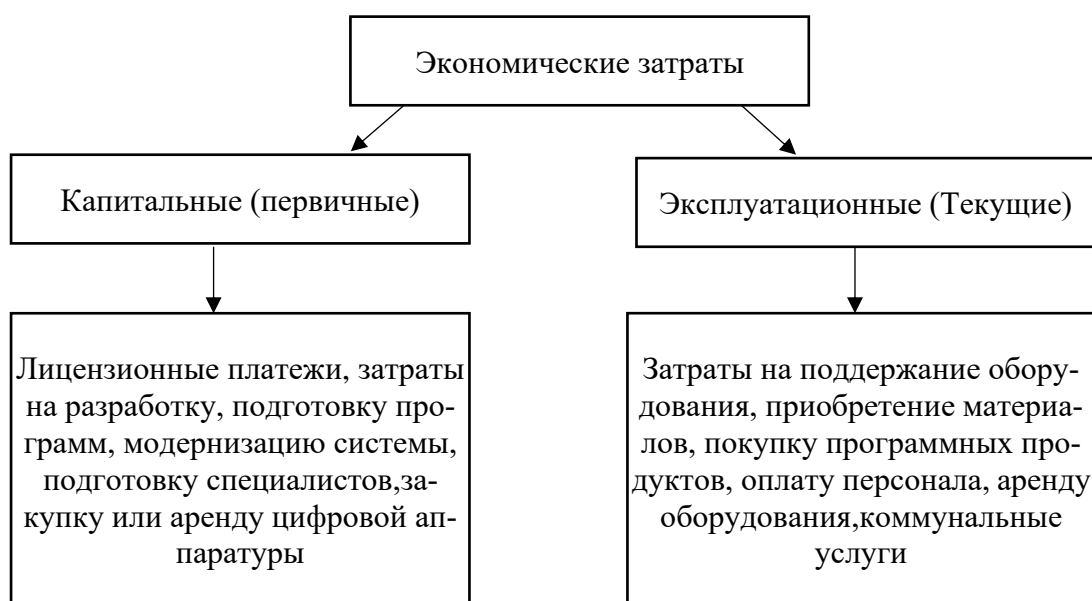 Экономические затраты
Капитальные (первичные)
Эксплуатационные (Текущие)
Лицензионные платежи, затраты
на разработку, подготовку про-
грамм, модернизацию системы,
подготовку специалистов,за-
купку или аренду цифровой ап-
паратуры
Затраты на поддержание обору-
дования, приобретение материа-
лов, покупку программных про-
дуктов, оплату персонала, аренду
оборудования,коммунальные
услуги